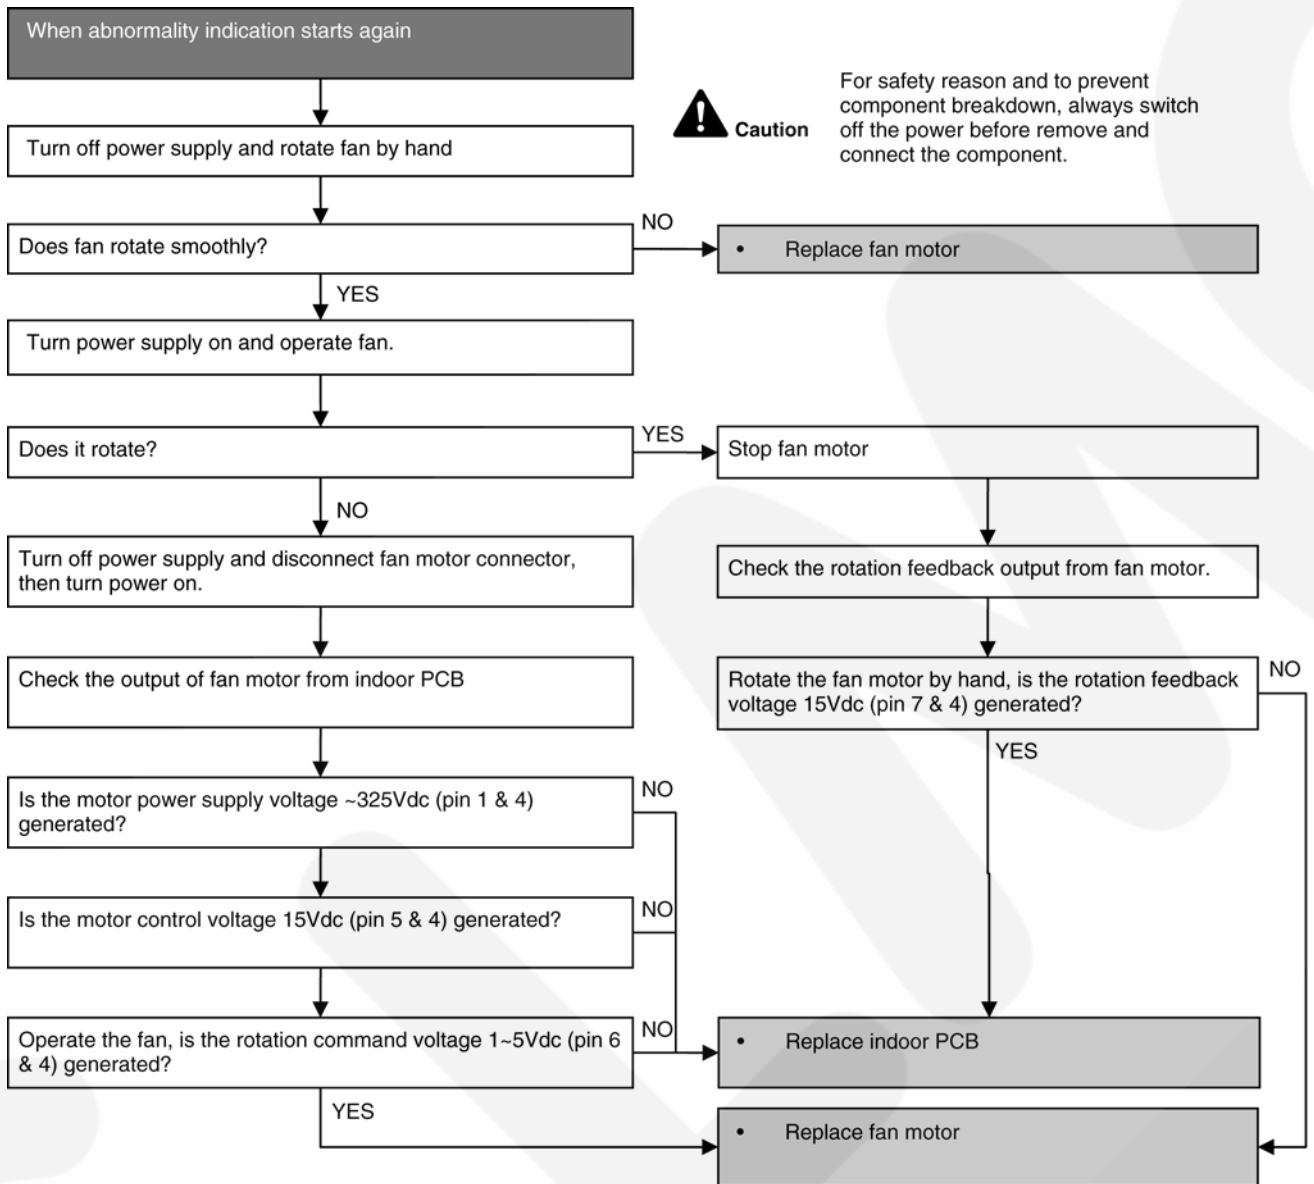 When abnormality indication starts again
Caution
For safety reason and to prevent
component breakdown, always switch
off the power before remove and
connect the component.
Turn off power supply and rotate fan by hand
Does fan rotate smoothly?
NO
• Replace fan motor
YES
Turn power supply on and operate fan.
Does it rotate?
YES
Stop fan motor
NO
Turn off power supply and disconnect fan motor connector,
then turn power on.
Check the rotation feedback output from fan motor.
Check the output of fan motor from indoor PCB
Rotate the fan motor by hand, is the rotation feedback
voltage 15Vdc (pin 7 & 4) generated?
NO
YES
Is the motor power supply voltage ~325Vdc (pin 1 & 4)
generated?
NO
Is the motor control voltage 15Vdc (pin 5 & 4) generated?
NO
Operate the fan, is the rotation command voltage 1~5Vdc (pin 6
& 4) generated?
NO
• Replace indoor PCB
YES
• Replace fan motor